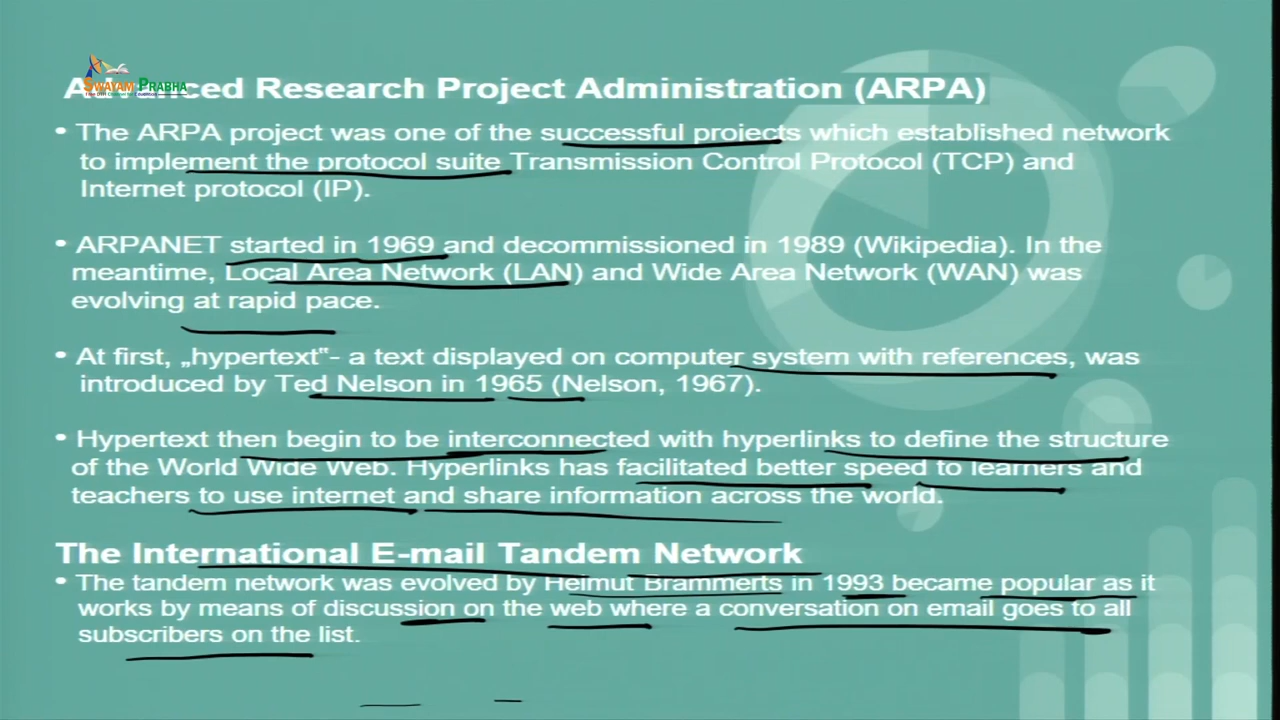 SWAYAM PRABHA
Advanced Research Project Administration (ARPA)
• The ARPA project was one of the successful projects which established network
to implement the protocol suite Transmission Control Protocol (TCP) and
Internet protocol (IP).
• ARPANET started in 1969 and decommissioned in 1989 (Wikipedia). In the
meantime, Local Area Network (LAN) and Wide Area Network (WAN) was
evolving at rapid pace.
• At first, „hypertext‟- a text displayed on computer system with references, was
introduced by Ted Nelson in 1965 (Nelson, 1967).
• Hypertext then begin to be interconnected with hyperlinks to define the structure
of the World Wide Web. Hyperlinks has facilitated better speed to learners and
teachers to use internet and share information across the world.
The International E-mail Tandem Network
• The tandem network was evolved by Helmut Brammerts in 1993 became popular as it
works by means of discussion on the web where a conversation on email goes to all
subscribers on the list.